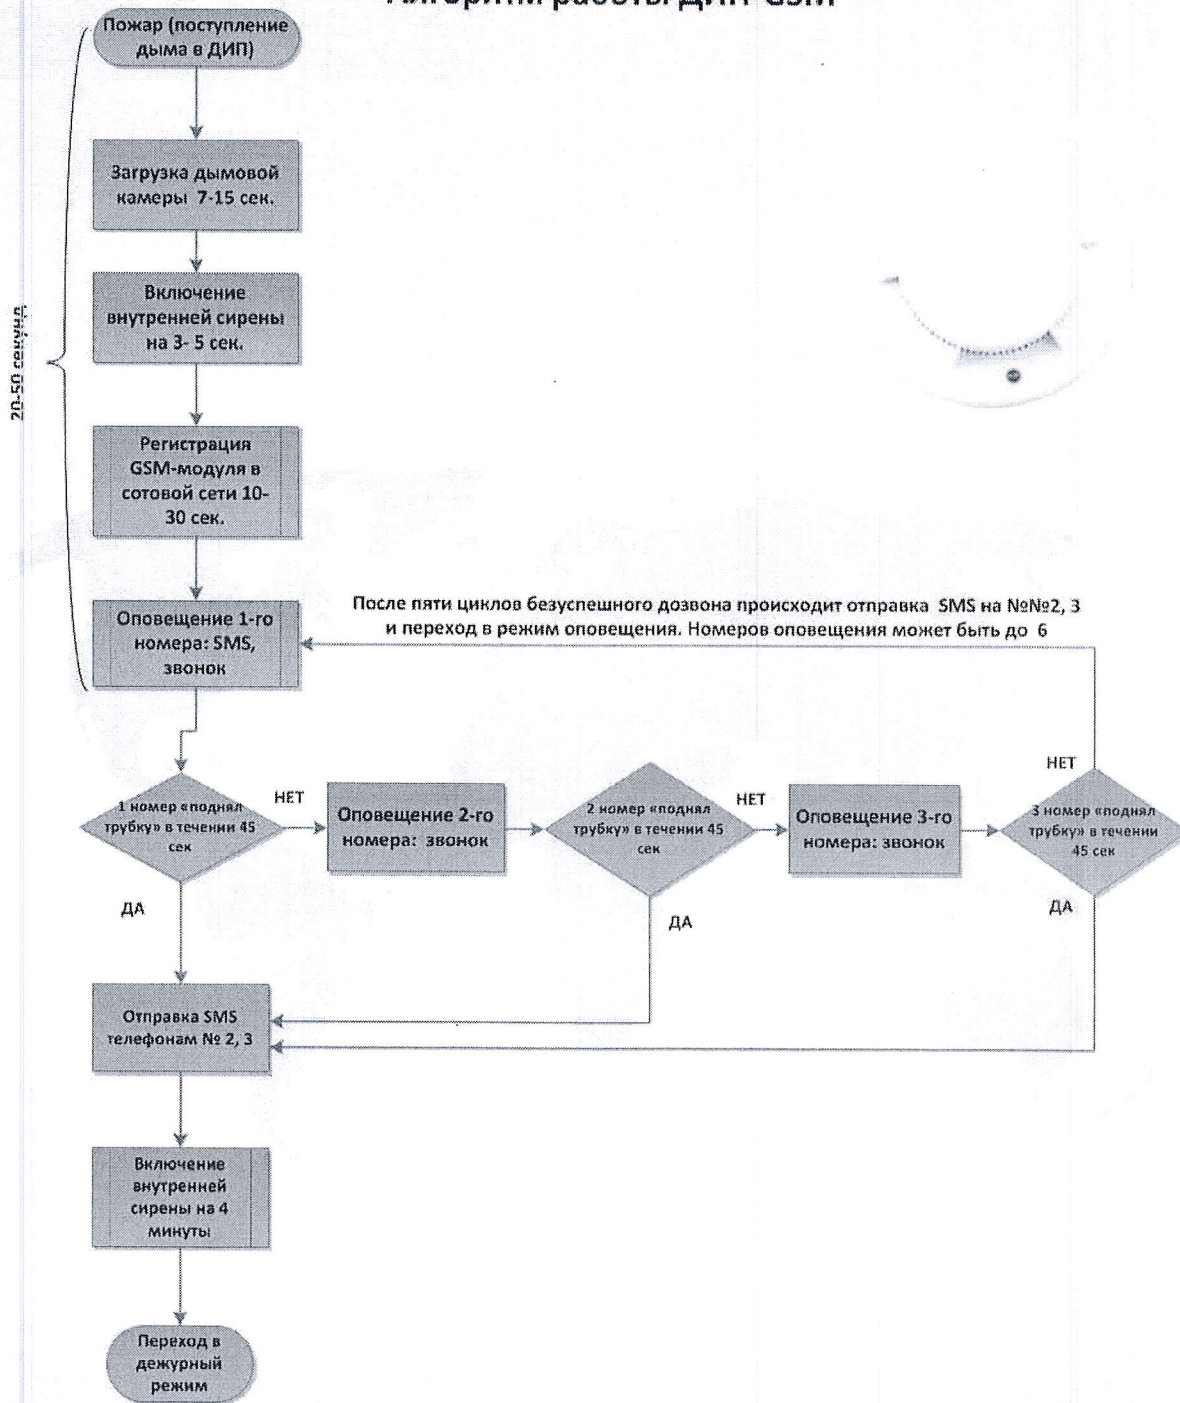 Алгоритм работы ДИП-GSM
Пожар (поступление
дыма в ДИП)
Загрузка дымовой
камеры 7-15 сек.
Включение
внутренней сирены
на 3- 5 сек.
20-50 секунд
Регистрация
GSM-модуля в
сотовой сети 10-
30 сек.
Оповещение 1-го
номера: SMS,
звонок
После пяти циклов безуспешного дозвона происходит отправка SMS на №№2, 3
и переход в режим оповещения. Номеров оповещения может быть до 6
1 номер «поднял
трубку» в течении 45
сек
НЕТ
Оповещение 2-го
номера: звонок
2 номер «поднял
трубку» в течении 45
сек
НЕТ
Оповещение 3-го
номера: звонок
НЕТ
3 номер «поднял
трубку» в течении
45 сек
ДА
ДА
ДА
Отправка SMS
телефонам № 2, 3
Включение
внутренней
сирены на 4
минуты
Переход в
дежурный
режим